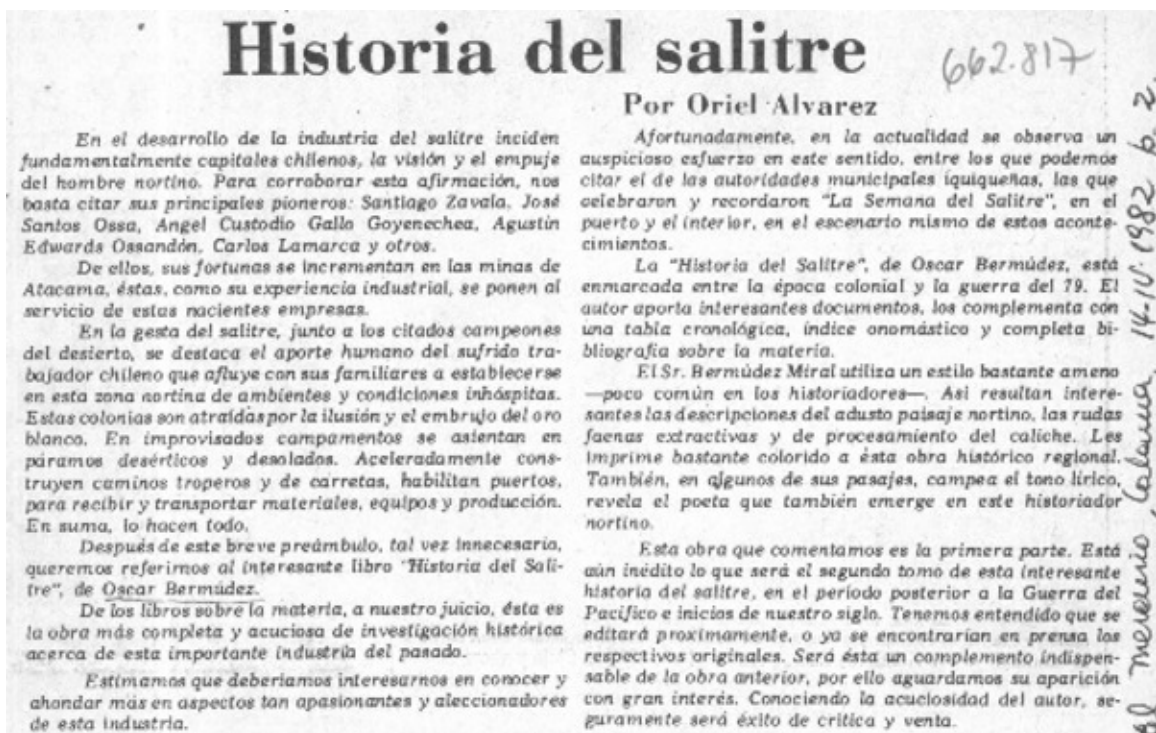 Historia del salitre
662.817
Por Oriel Alvarez
En el desarrollo de la industria del salitre inciden
fundamentalmente capitales chilenos, la visión y el empuje
del hombre nortino. Para corroborar esta afirmación, nos
basta citar sus principales pioneros: Santiago Zavala, José
Santos Ossa, Angel Custodio Gallo Goyenechea, Agustín
Edwards Ossandón, Carlos Lamarca y otros.
De ellos, sus fortunas se incrementan en las minas de
Atacama, éstas, como su experiencia industrial, se ponen al
servicio de estas nacientes empresas.
En la gesta del salitre, junto a los citados campeones
del desierto, se destaca el aporte humano del sufrido tra-
bajador chileno que afluye con sus familiares a establecerse
en esta zona nortina de ambientes y condiciones inhóspitas.
Estas colonias son atraídas por la ilusión y el embrujo del oro
blanco. En improvisados campamentos se asientan en
páramos desérticos y desolados. Aceleradamente cons-
truyen caminos troperos y de carretas, habilitan puertos,
para recibir y transportar materiales, equipos y producción.
En suma, lo hacen todo.
Después de este breve preámbulo, tal vez innecesario,
queremos referirnos al interesante libro "Historia del Sali-
tre", de Oscar Bermúdez.
De los libros sobre la materia, a nuestro juicio, ésta es
la obra más completa y acuciosa de investigación histórica
acerca de esta importante industria del pasado.
Estimamos que deberíamos interesarnos en conocer y
ahondar más en aspectos tan apasionantes y aleccionadores
de esta industria.
Afortunadamente, en la actualidad se observa un
auspicioso esfuerzo en este sentido, entre los que podemos
citar el de las autoridades municipales iquiqueñas, las que
celebraron y recordaron "La Semana del Salitre", en el
puerto y el interior, en el escenario mismo de estos aconte-
cimientos.
La "Historia del Salitre", de Oscar Bermúdez, está
enmarcada entre la época colonial y la guerra del 79. El
autor aporta interesantes documentos, los complementa con
una tabla cronológica, índice onomástico y completa bi-
bliografía sobre la materia.
El Sr. Bermúdez Miral utiliza un estilo bastante ameno
—poco común en los historiadores—. Así resultan intere-
santes las descripciones del adusto paisaje nortino, las rudas
faenas extractivas y de procesamiento del caliche. Les
imprime bastante colorido a ésta obra histórico regional.
También, en algunos de sus pasajes, campea el tono lírico,
revela el poeta que también emerge en este historiador
nortino.
Esta obra que comentamos es la primera parte. Está
aún inédito lo que será el segundo tomo de esta interesante
historia del salitre, en el período posterior a la Guerra del
Pacífico e inicios de nuestro siglo. Tenemos entendido que se
editará proximamente, o ya se encontrarían en prensa los
respectivos originales. Será ésta un complemento indispen-
sable de la obra anterior, por ello aguardamos su aparición
con gran interés. Conociendo la acuciosidad del autor, se-
guramente será éxito de crítica y venta.
El Mercurio, Calama, 14-IV-1982 p. 2.